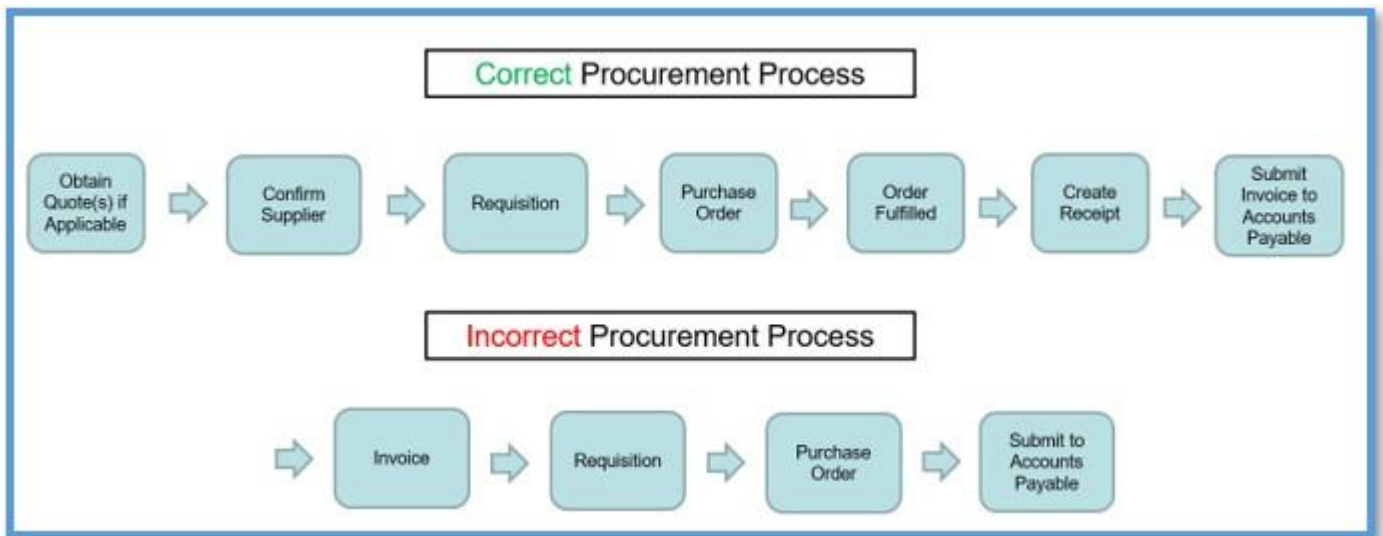 Correct Procurement Process
Obtain
Quote(s) if
Applicable
Confirm
Supplier
Requisition
Purchase
Order
Order
Fulfilled
Create
Receipt
Submit
Invoice to
Accounts
Payable
Incorrect Procurement Process
Invoice
Requisition
Purchase
Order
Submit to
Accounts
Payable